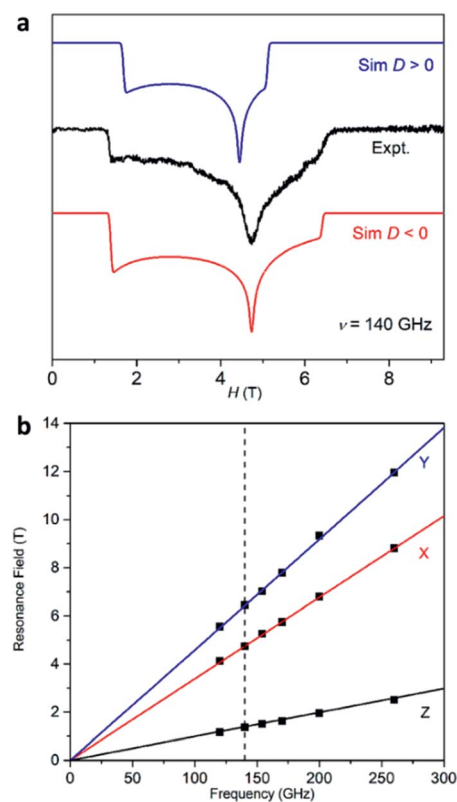 a
Sim D > 0
Expt.
Sim D < 0
ν = 140 GHz
0 2 4 6 8
H (T)
b
14
12
10
8
6
4
2
0
Resonance Field (T)
Y
X
Z
0 50 100 150 200 250 300
Frequency (GHz)